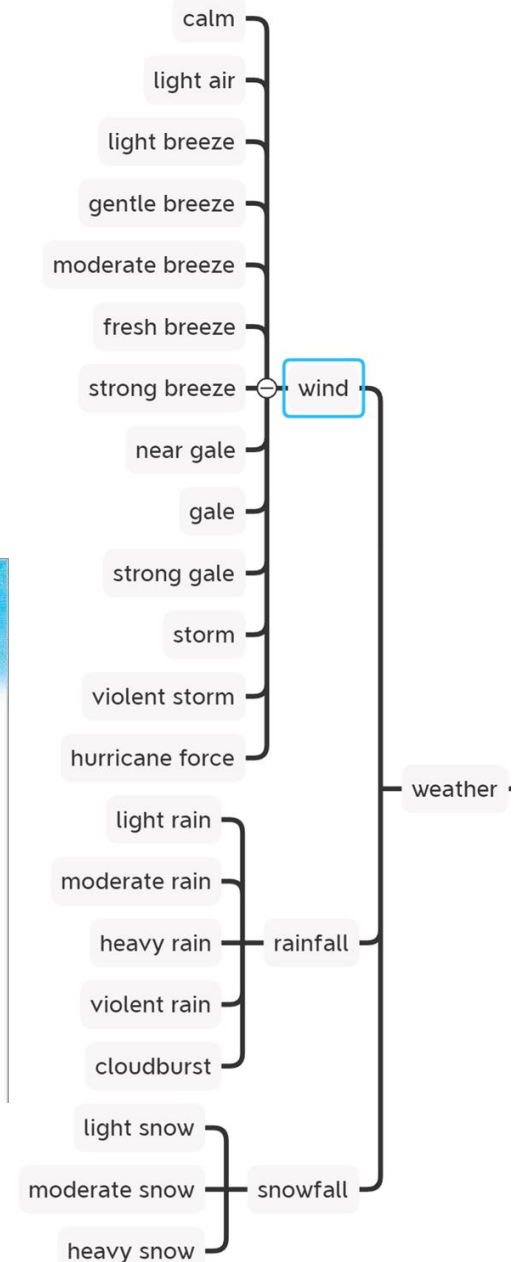 calm
light air
light breeze
gentle breeze
moderate breeze
fresh breeze
strong breeze
wind
near gale
gale
strong gale
storm
violent storm
hurricane force
weather
light rain
moderate rain
heavy rain
rainfall
violent rain
cloudburst
light snow
moderate snow
snowfall
heavy snow